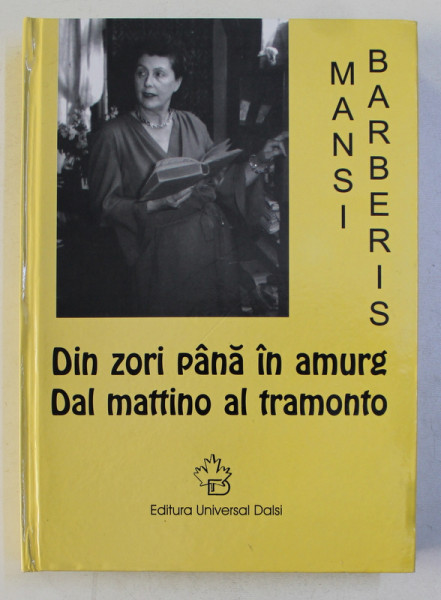 MANSI
BARBERIS
Din zori până în amurg
Dal mattino al tramonto
Editura Universal Dalsi